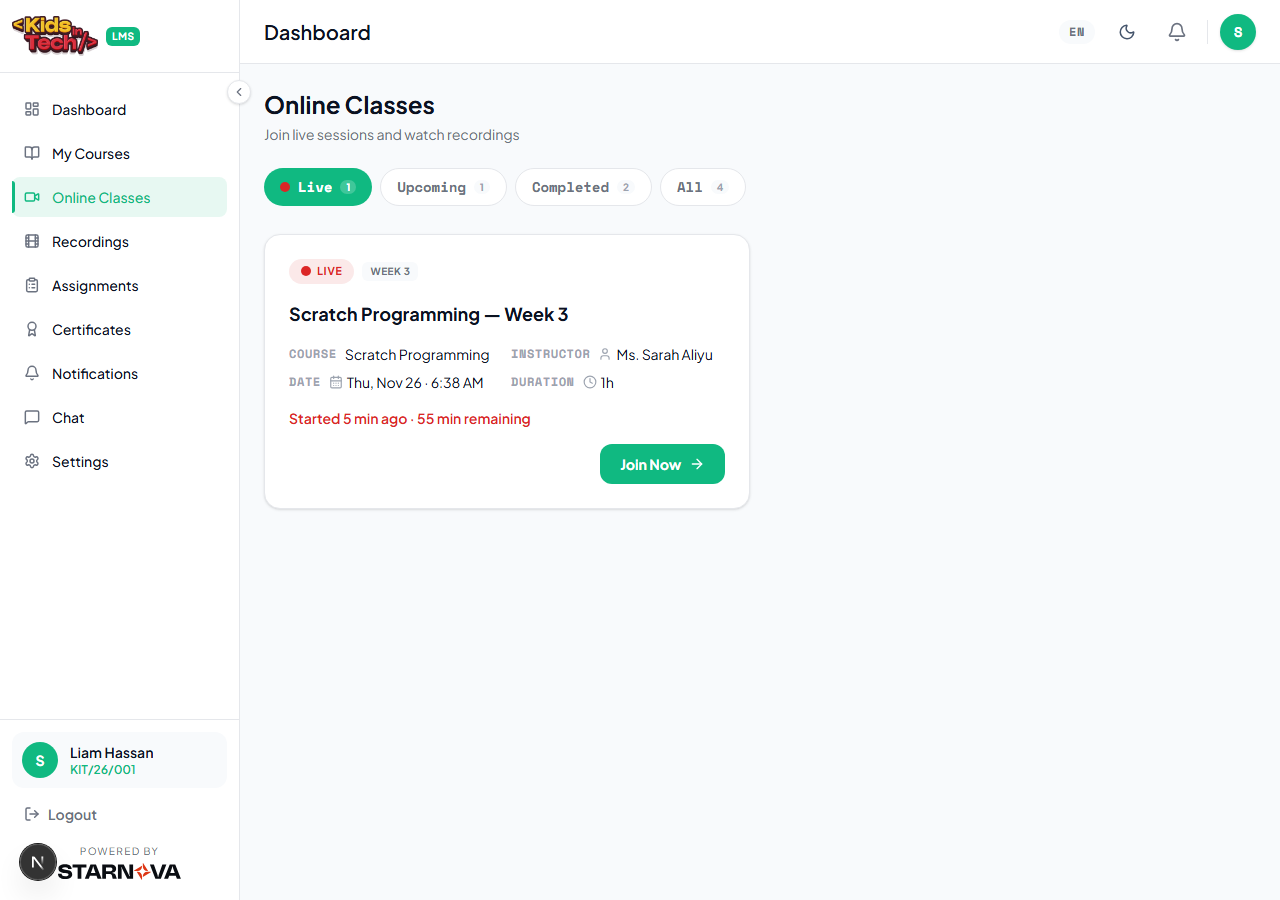 <Kids in Tech/> LMS
Dashboard
EN
S
Dashboard
My Courses
Online Classes
Recordings
Assignments
Certificates
Notifications
Chat
Settings
Online Classes
Join live sessions and watch recordings
Live 1
Upcoming 1
Completed 2
All 4
LIVE WEEK 3
Scratch Programming — Week 3
COURSE Scratch Programming INSTRUCTOR Ms. Sarah Aliyu
DATE Thu, Nov 26 · 6:38 AM DURATION 1h
Started 5 min ago · 55 min remaining
Join Now
S
Liam Hassan
KIT/26/001
Logout
POWERED BY
N
STARNOVA